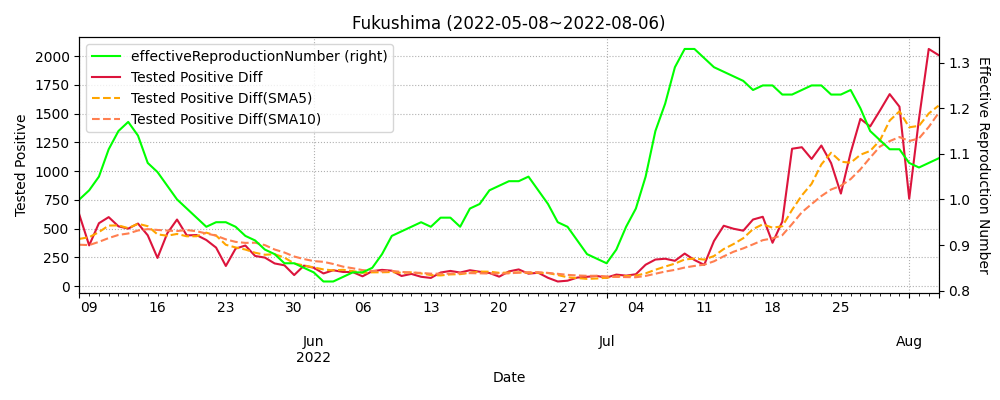 Fukushima (2022-05-08~2022-08-06)
effectiveReproductionNumber (right)
Tested Positive Diff
Tested Positive Diff(SMA5)
Tested Positive Diff(SMA10)
Tested Positive
2000
1750
1500
1250
1000
750
500
250
0
Effective Reproduction Number
1.3
1.2
1.1
1.0
0.9
0.8
09 16 23 30 06 13 20 27 04 11 18 25
Jun Jul Aug
2022
Date